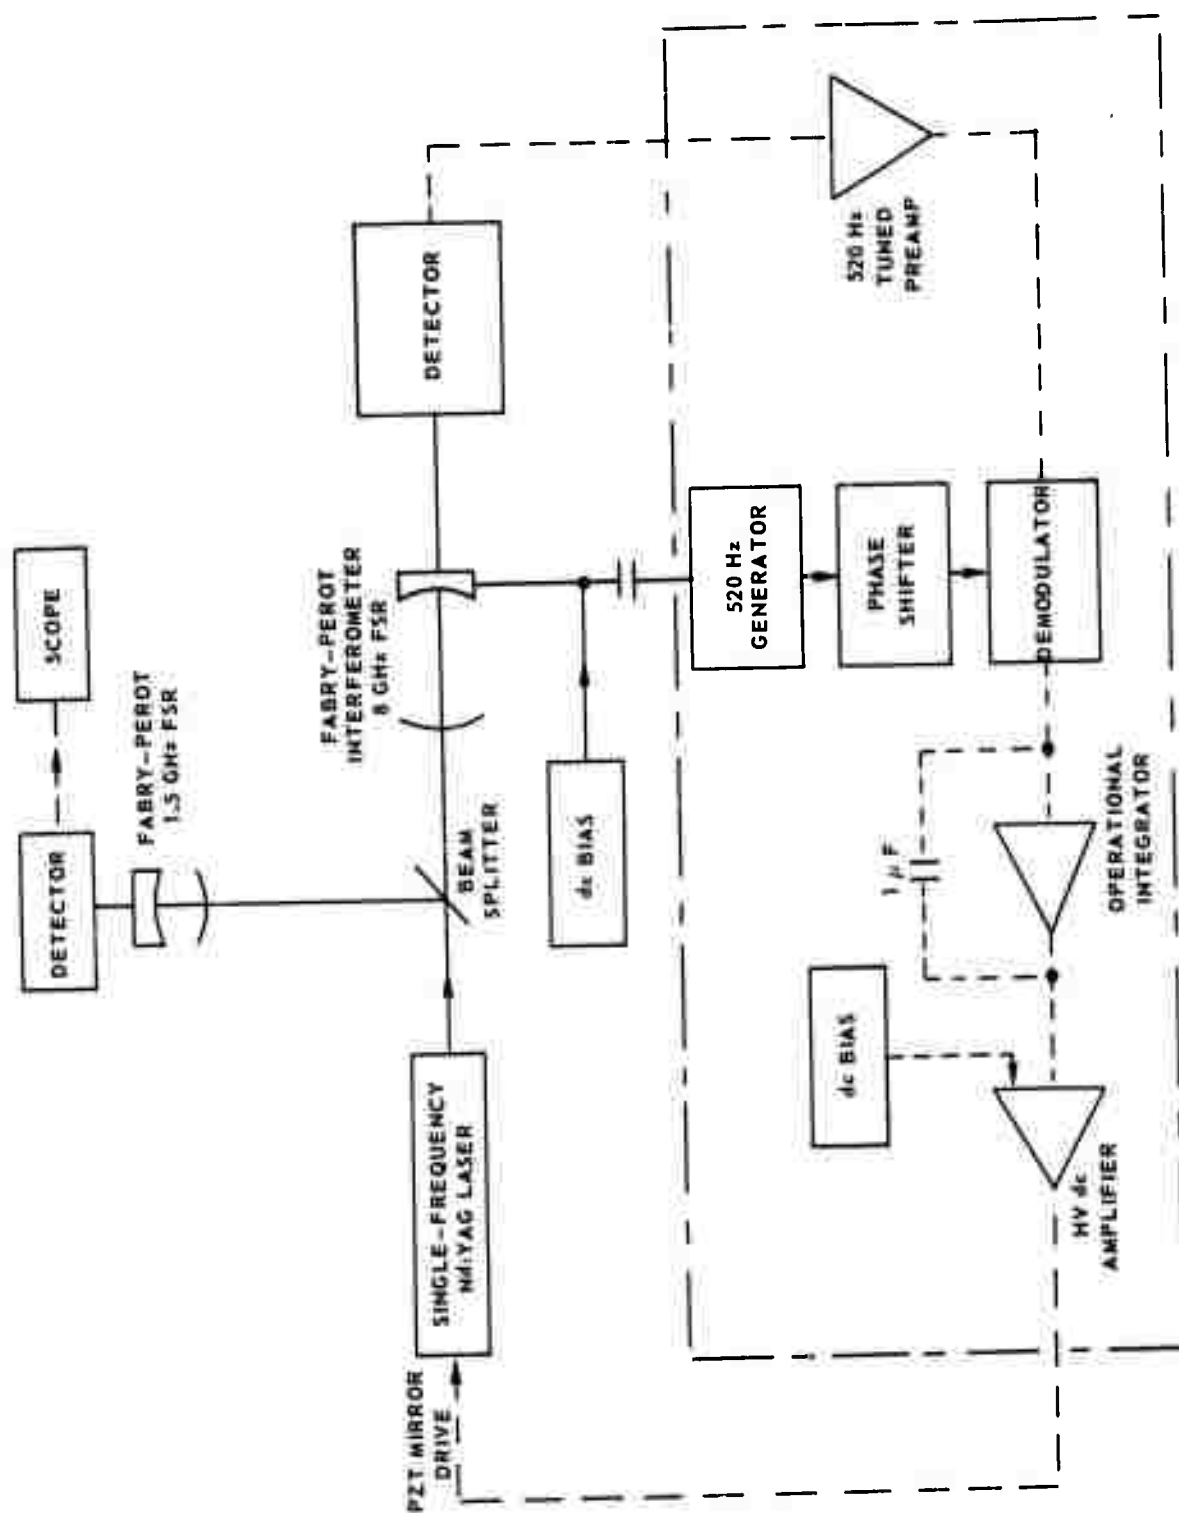 DETECTOR
SCOPE
FABRY-PEROT
1.5 GHz FSR
PZT MIRROR
DRIVE
SINGLE-FREQUENCY
Nd:YAG LASER
BEAM
SPLITTER
FABRY-PEROT
INTERFEROMETER
8 GHz FSR
DETECTOR
dc BIAS
520 Hz
GENERATOR
PHASE
SHIFTER
DEMODULATOR
520 Hz
TUNED
PREAMP
dc BIAS
1 μF
HV dc
AMPLIFIER
OPERATIONAL
INTEGRATOR